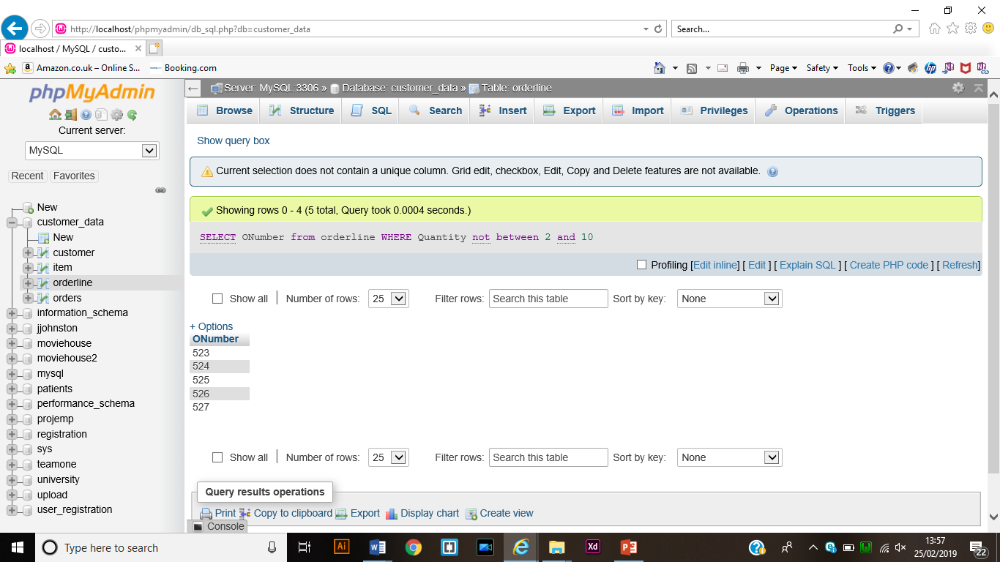 http://localhost/phpmyadmin/db_sql.php?db=customer_data
Search...
localhost / MySQL / custo...
Amazon.co.uk – Online S...
Booking.com
Page
Safety
Tools
phpMyAdmin
Current server:
MySQL
Recent
Favorites
New
customer_data
New
customer
item
orderline
orders
information_schema
jjohnston
moviehouse
moviehouse2
mysql
patients
performance_schema
projemp
registration
sys
teamone
university
upload
user_registration
Server: MySQL:3306 » Database: customer_data » Table: orderline
Browse Structure SQL Search Insert Export Import Privileges Operations Triggers
Show query box
Current selection does not contain a unique column. Grid edit, checkbox, Edit, Copy and Delete features are not available.
Showing rows 0 - 4 (5 total, Query took 0.0004 seconds.)
SELECT ONumber from orderline WHERE Quantity not between 2 and 10
Profiling [Edit inline] [ Edit ] [ Explain SQL ] [ Create PHP code ] [ Refresh]
Show all | Number of rows: 25 Filter rows: Search this table Sort by key: None
+ Options
ONumber
523
524
525
526
527
Show all | Number of rows: 25 Filter rows: Search this table Sort by key: None
Query results operations
Print Copy to clipboard Export Display chart Create view
Console
Type here to search
Ai
Xd
13:57
25/02/2019
22